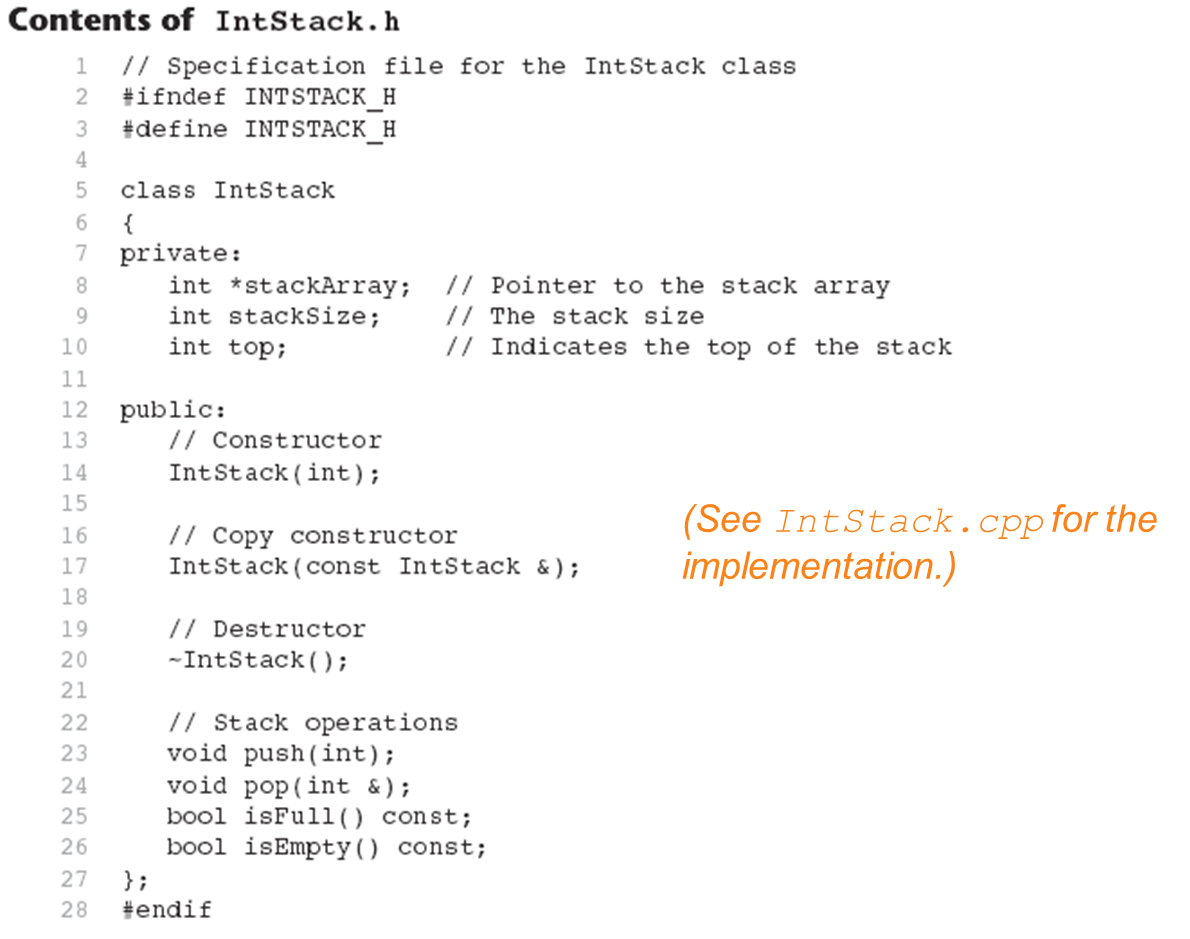 Contents of IntStack.h
1 // Specification file for the IntStack class
2 #ifndef INTSTACK_H
3 #define INTSTACK_H
4
5 class IntStack
6 {
7 private:
8    int *stackArray;  // Pointer to the stack array
9    int stackSize;    // The stack size
10    int top;          // Indicates the top of the stack
11
12 public:
13    // Constructor
14    IntStack(int);
15
16    // Copy constructor
17    IntStack(const IntStack &);
18
19    // Destructor
20    ~IntStack();
21
22    // Stack operations
23    void push(int);
24    void pop(int &);
25    bool isFull() const;
26    bool isEmpty() const;
27 };
28 #endif
(See IntStack.cpp for the
implementation.)